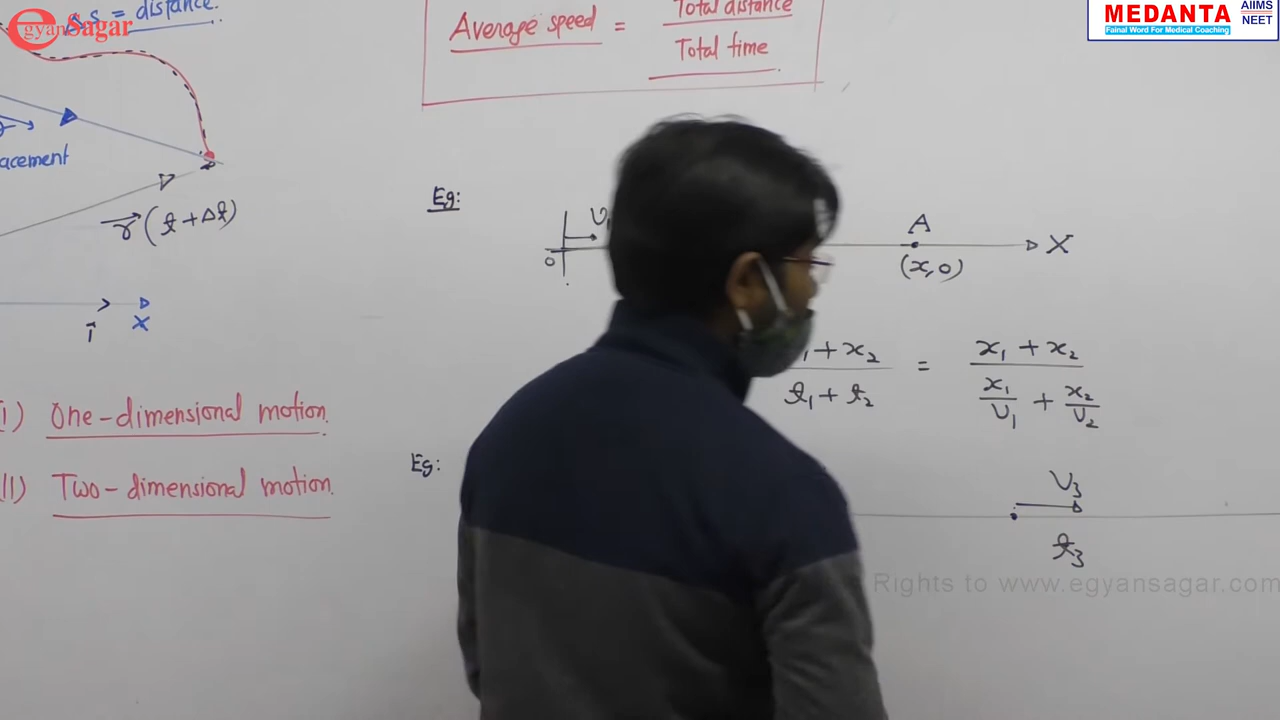 Δs = distance.
egyanSagar
MEDANTA
AIIMS
NEET
Fainal Word For Medical Coaching
Average speed = Total distance
Total time
acement
r (t + Δt)
î
X
Eg:
O
A
(x,0)
X
+ x₂
t₁ + t₂
=
x₁ + x₂
x₁/v₁ + x₂/v₂
I) One-dimensional motion.
II) Two-dimensional motion.
Eg:
v₃
t₃
Rights to www.egyansagar.com